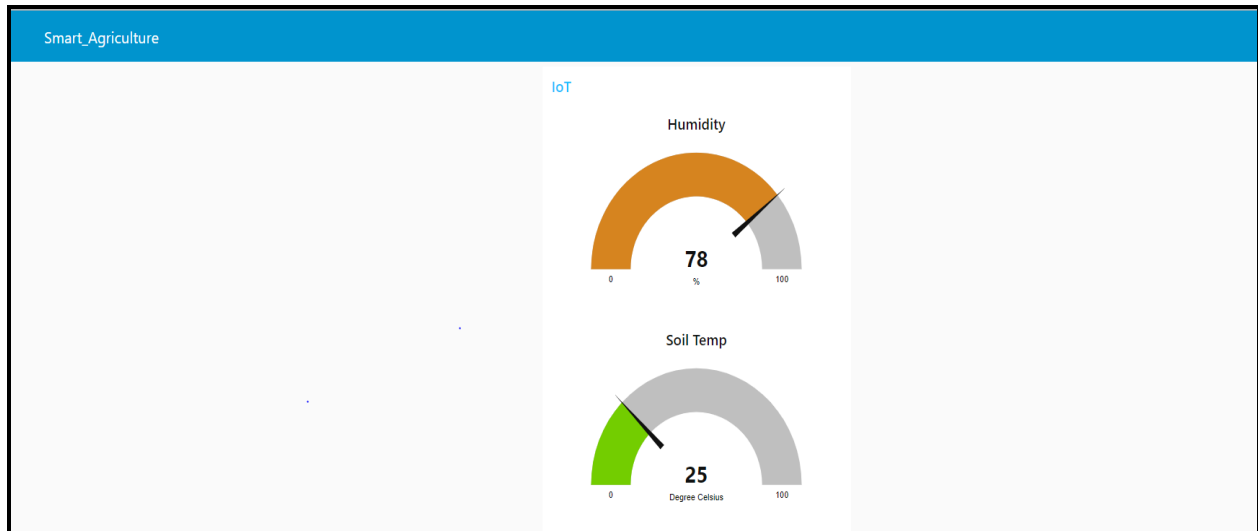 Smart_Agriculture
IoT
Humidity
78
%
0
100
Soil Temp
25
Degree Celsius
0
100